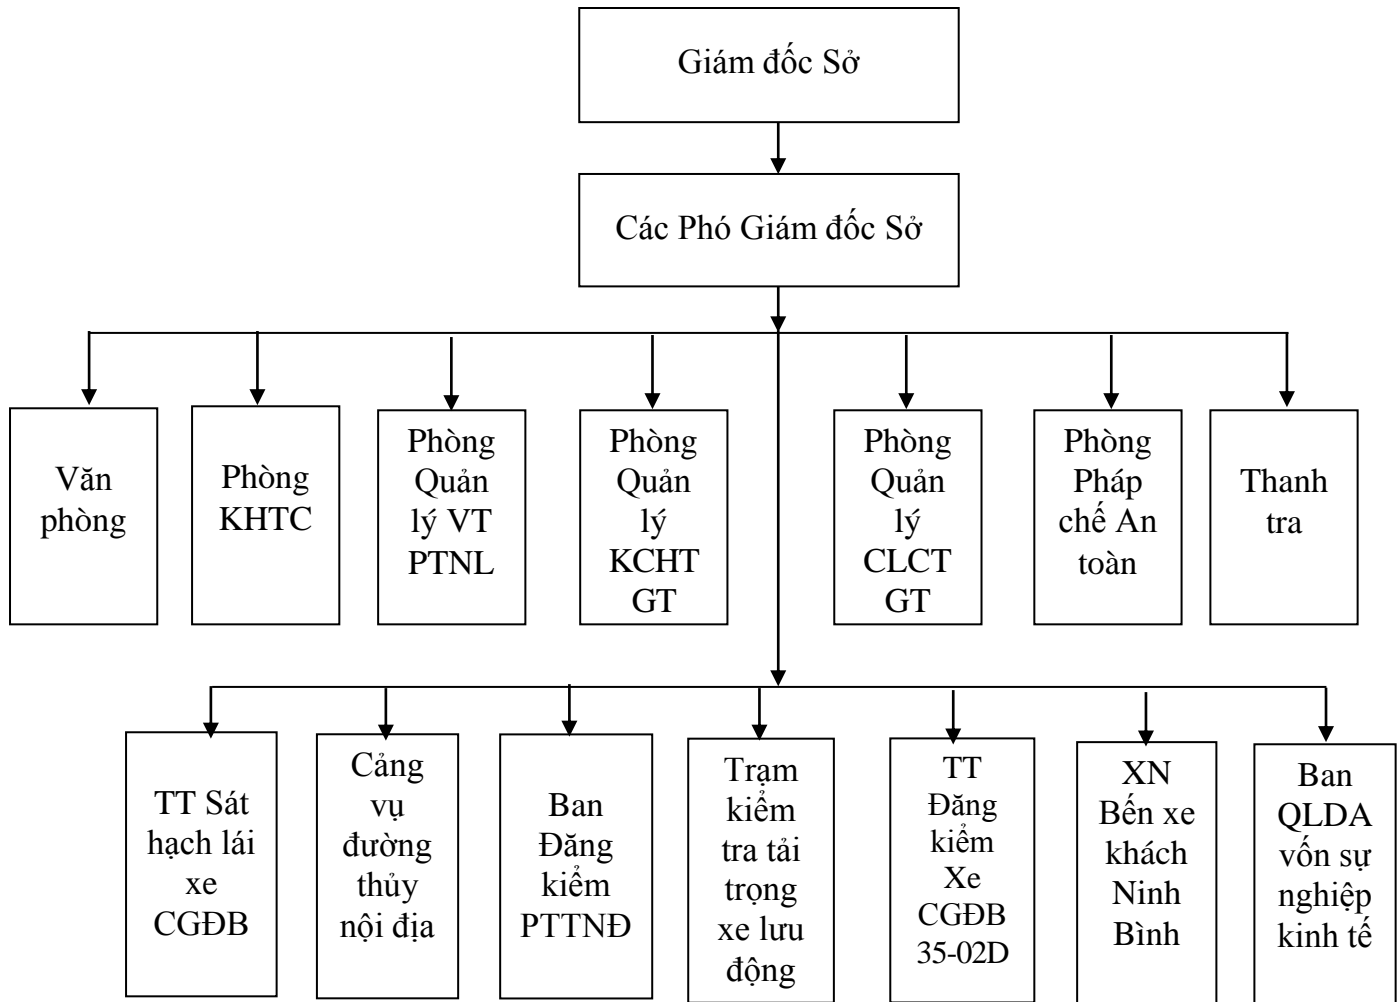 Giám đốc Sở
Các Phó Giám đốc Sở
Văn
phòng
Phòng
KHTC
Phòng
Quản
lý VT
PTNL
Phòng
Quản
lý
KCHT
GT
Phòng
Quản
lý
CLCT
GT
Phòng
Pháp
chế An
toàn
Thanh
tra
TT Sát
hạch lái
xe
CGĐB
Cảng
vụ
đường
thủy
nội địa
Ban
Đăng
kiểm
PTTNĐ
Trạm
kiểm
tra tải
trọng
xe lưu
động
TT
Đăng
kiểm
Xe
CGĐB
35-02D
XN
Bến xe
khách
Ninh
Bình
Ban
QLDA
vốn sự
nghiệp
kinh tế